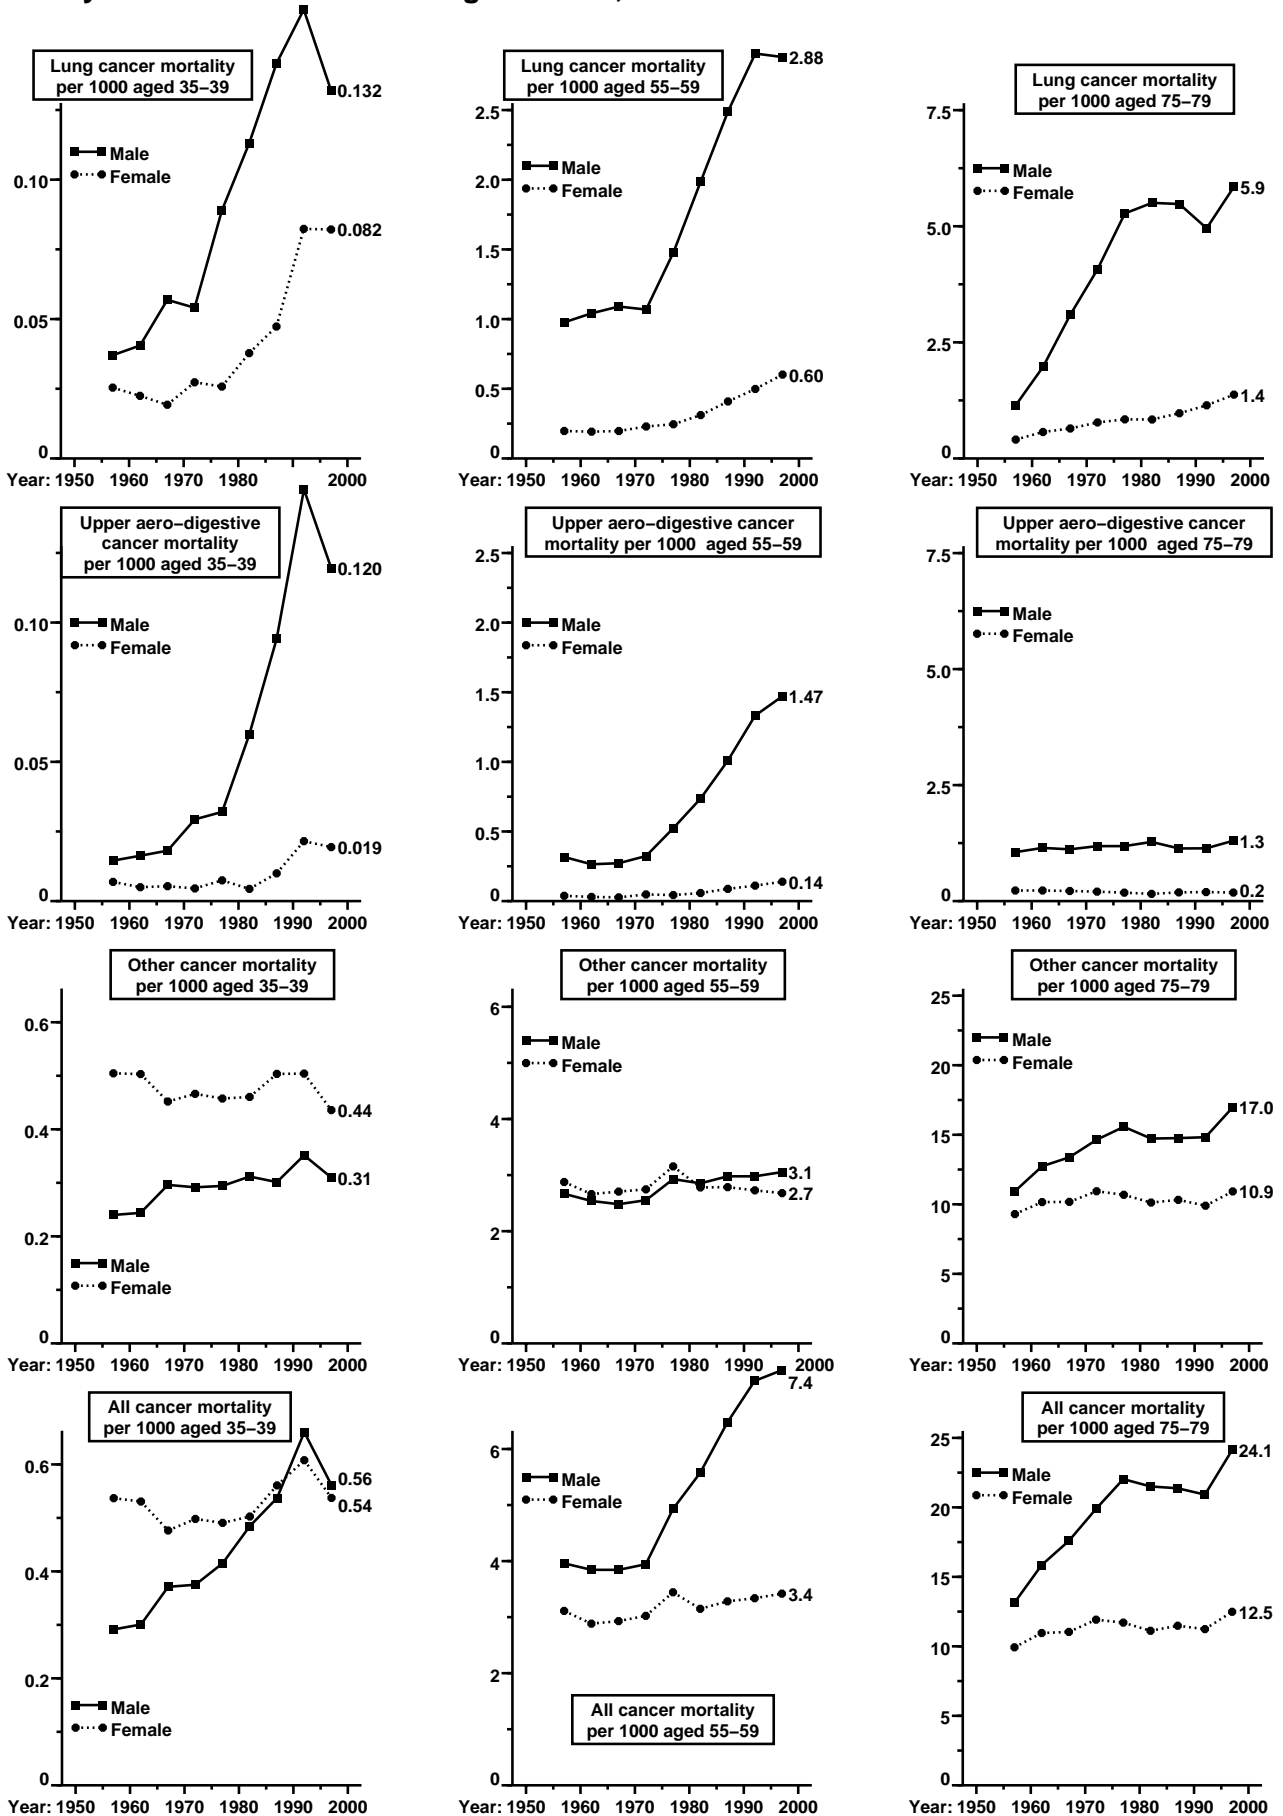 Lung cancer mortality
per 1000 aged 35–39
0.132
Male
Female
0.10
0.082
0.05
0
Year: 1950 1960 1970 1980 1990 2000
Lung cancer mortality
per 1000 aged 55–59
2.88
2.5
Male
Female
2.0
1.5
1.0
0.60
0.5
0
Year: 1950 1960 1970 1980 1990 2000
Lung cancer mortality
per 1000 aged 75–79
7.5
Male
Female
5.9
5.0
2.5
1.4
0
Year: 1950 1960 1970 1980 1990 2000
Upper aero–digestive
cancer mortality
per 1000 aged 35–39
0.120
0.10
Male
Female
0.05
0.019
0
Year: 1950 1960 1970 1980 1990 2000
Upper aero–digestive cancer
mortality per 1000 aged 55–59
2.5
2.0
Male
Female
1.5
1.47
1.0
0.5
0.14
0
Year: 1950 1960 1970 1980 1990 2000
Upper aero–digestive cancer
mortality per 1000 aged 75–79
7.5
Male
Female
5.0
2.5
1.3
0.2
0
Year: 1950 1960 1970 1980 1990 2000
Other cancer mortality
per 1000 aged 35–39
0.6
0.44
0.4
0.31
0.2
Male
Female
0
Year: 1950 1960 1970 1980 1990 2000
Other cancer mortality
per 1000 aged 55–59
6
Male
Female
4
3.1
2.7
2
0
Year: 1950 1960 1970 1980 1990 2000
Other cancer mortality
per 1000 aged 75–79
25
Male
Female
20
17.0
15
10.9
10
5
0
Year: 1950 1960 1970 1980 1990 2000
All cancer mortality
per 1000 aged 35–39
0.6
0.56
0.54
0.4
0.2
Male
Female
0
Year: 1950 1960 1970 1980 1990 2000
7.4
6
Male
Female
4
3.4
2
All cancer mortality
per 1000 aged 55–59
0
Year: 1950 1960 1970 1980 1990 2000
All cancer mortality
per 1000 aged 75–79
25
24.1
Male
Female
20
15
12.5
10
5
0
Year: 1950 1960 1970 1980 1990 2000